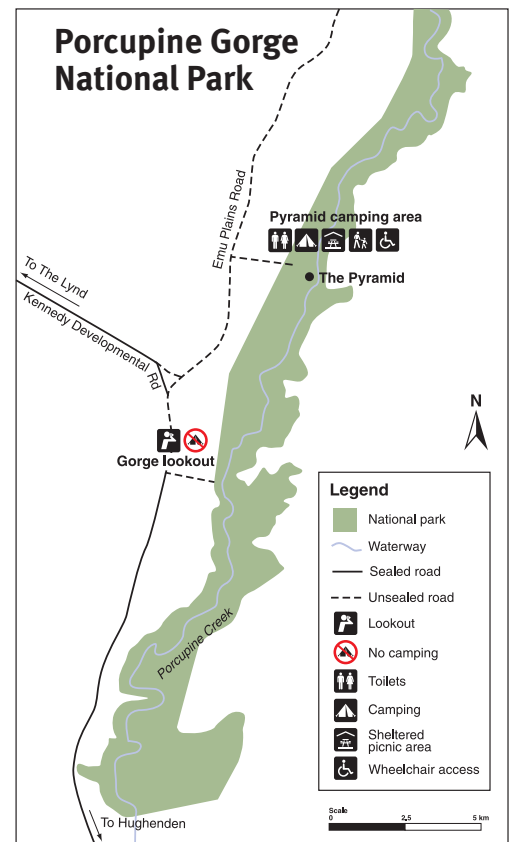 Porcupine Gorge
National Park
Emu Plains Road
Pyramid camping area
The Pyramid
To The Lynd
Kennedy Developmental Rd
Gorge lookout
N
Porcupine Creek
To Hughenden
Legend
National park
Waterway
Sealed road
Unsealed road
Lookout
No camping
Toilets
Camping
Sheltered
picnic area
Wheelchair access
Scale
0 2.5 5 km